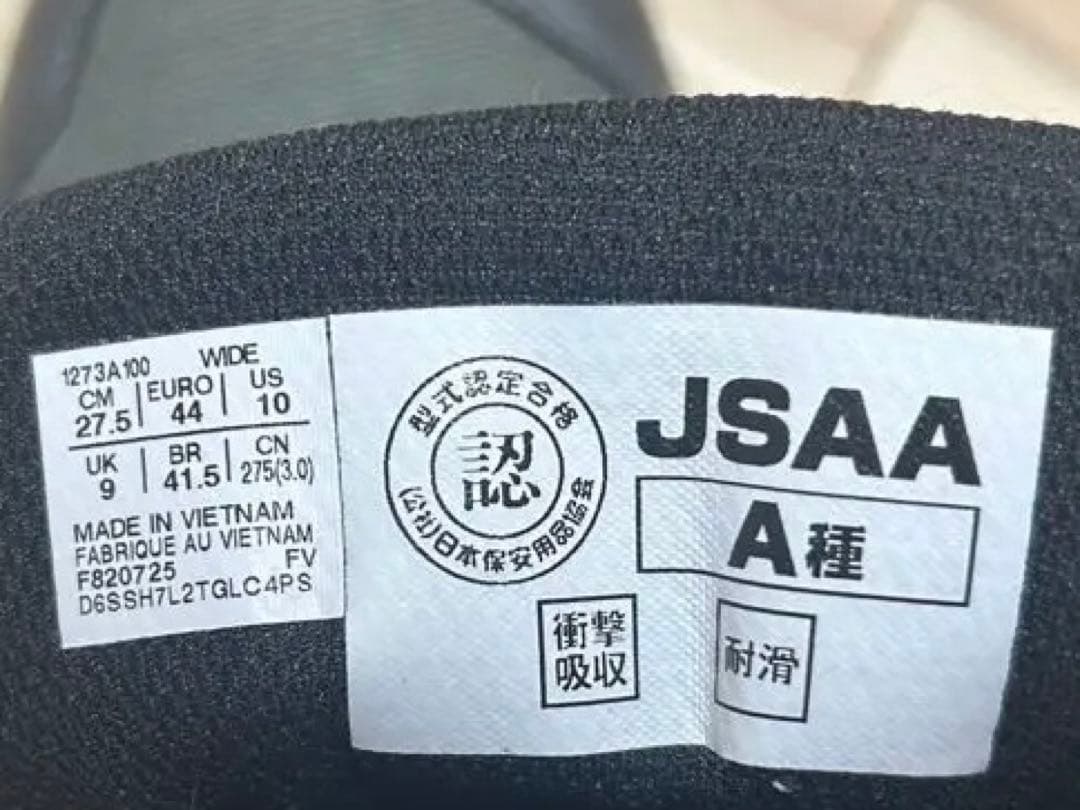 1273A100 WIDE
CM EURO US
27.5 44 10
UK BR CN
9 41.5 275(3.0)
MADE IN VIETNAM
FABRIQUE AU VIETNAM
F820725 FV
D6SSH7L2TGLC4PS
型式認定合格
認
(公社)日本保安用品協会
JSAA
A種
衝撃
吸収
耐滑